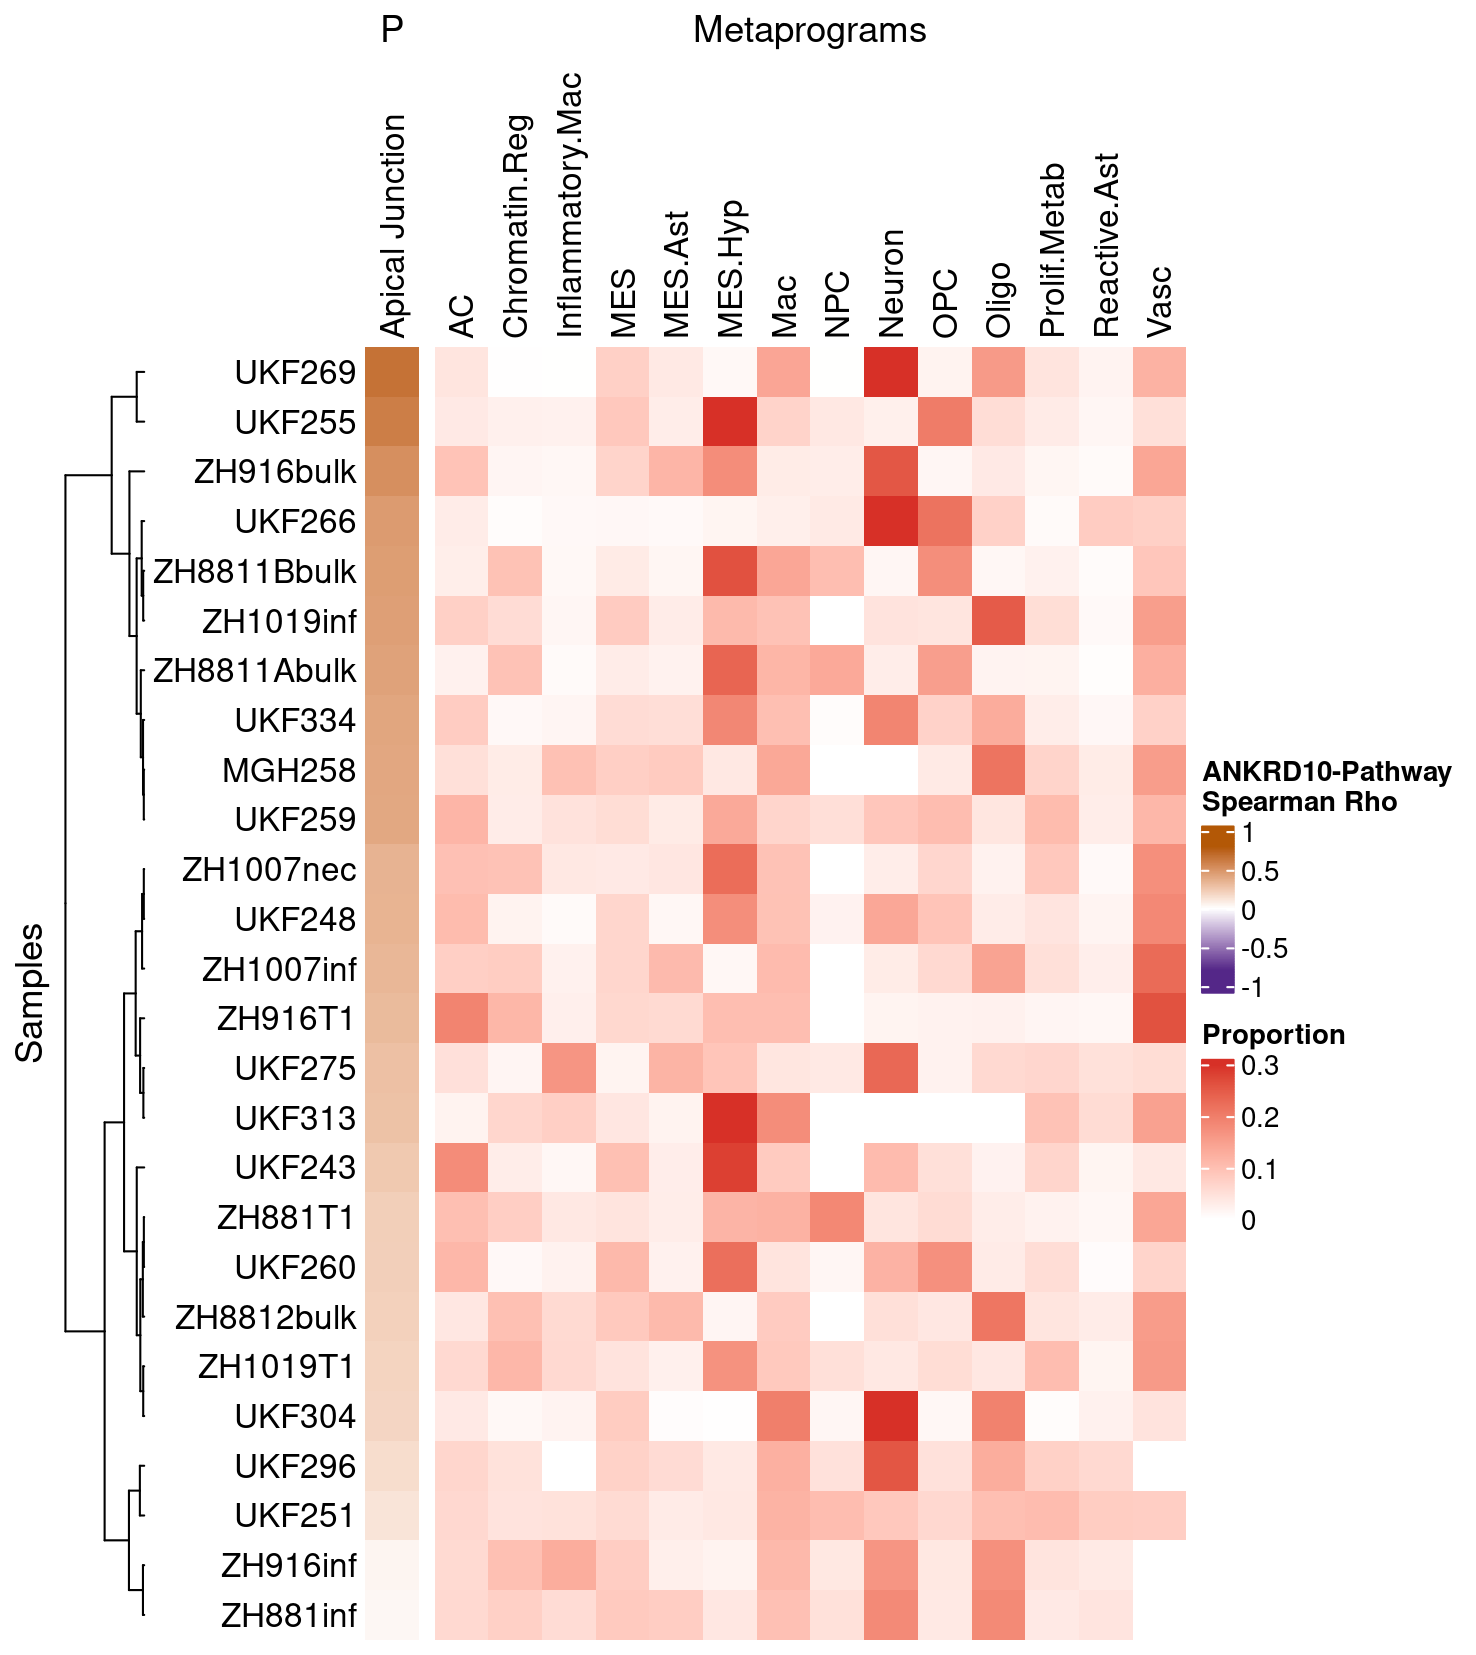 P
Metaprograms
Apical Junction
AC
Chromatin.Reg
Inflammatory.Mac
MES
MES.Ast
MES.Hyp
Mac
NPC
Neuron
OPC
Oligo
Prolif.Metab
Reactive.Ast
Vasc
Samples
UKF269
UKF255
ZH916bulk
UKF266
ZH8811Bbulk
ZH1019inf
ZH8811Abulk
UKF334
MGH258
UKF259
ZH1007nec
UKF248
ZH1007inf
ZH916T1
UKF275
UKF313
UKF243
ZH881T1
UKF260
ZH8812bulk
ZH1019T1
UKF304
UKF296
UKF251
ZH916inf
ZH881inf
ANKRD10-Pathway
Spearman Rho
1
0.5
0
-0.5
-1
Proportion
0.3
0.2
0.1
0